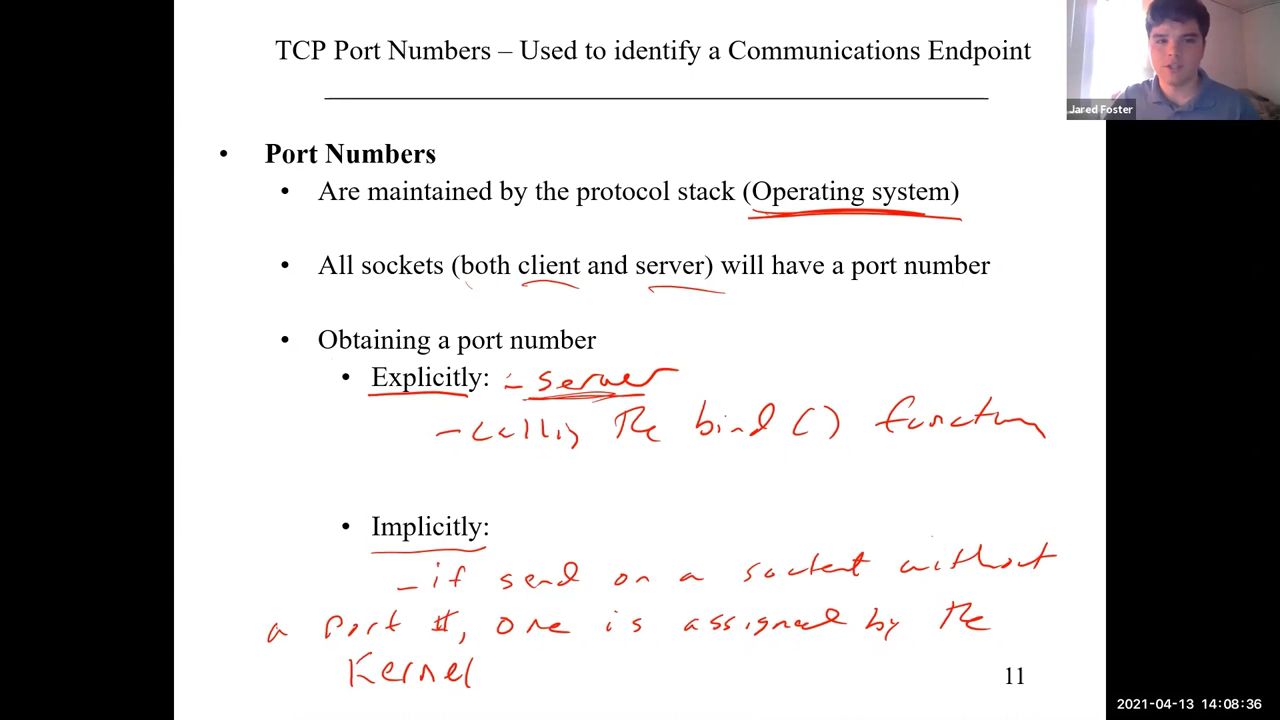 TCP Port Numbers – Used to identify a Communications Endpoint
Jared Foster
• Port Numbers
• Are maintained by the protocol stack (Operating system)
• All sockets (both client and server) will have a port number
• Obtaining a port number
• Explicitly: - server
- calling the bind () function
• Implicitly:
- if send on a socket without
a port #, one is assigned by the
Kernel
11
2021-04-13 14:08:36